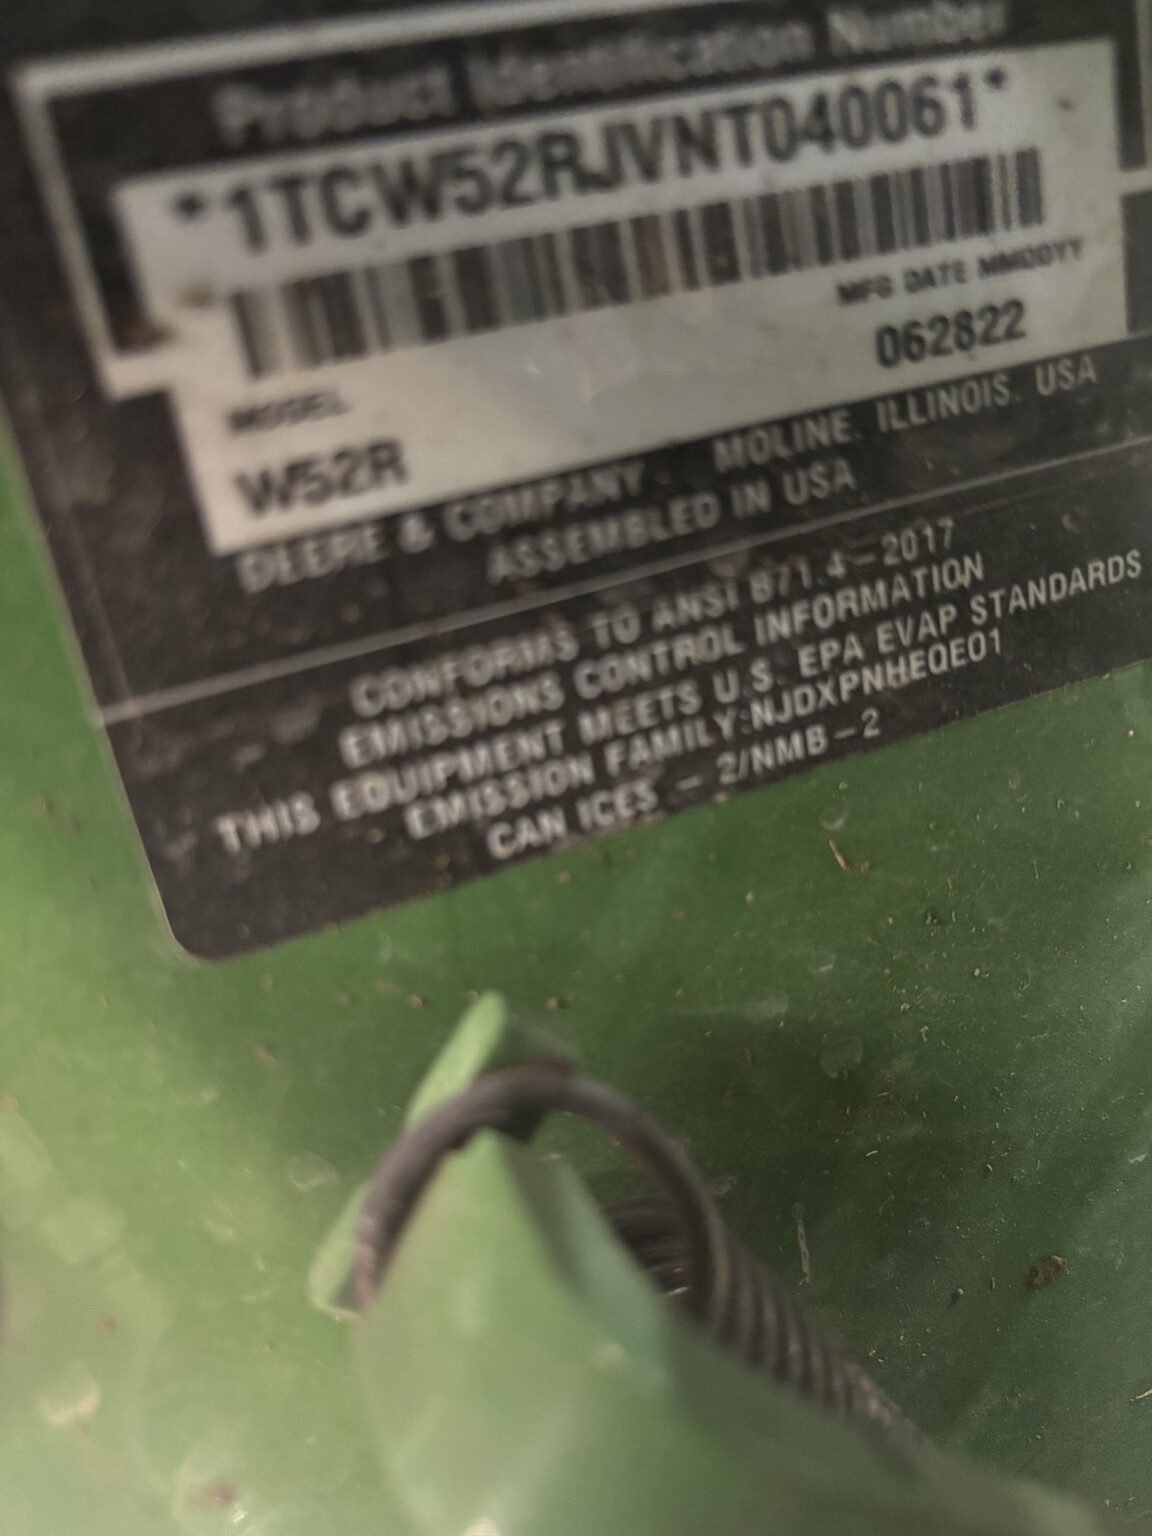 Product Identification Number
*1TCW52RJVNT040061*
MFG DATE MMDDYY
062822
MODEL
W52R
DEERE & COMPANY MOLINE, ILLINOIS. USA
ASSEMBLED IN USA
CONFORMS TO ANSI B71.4-2017
EMISSIONS CONTROL INFORMATION
THIS EQUIPMENT MEETS U.S. EPA EVAP STANDARDS
EMISSION FAMILY:NJDXPNHEQE01
CAN ICES - 2/NMB-2